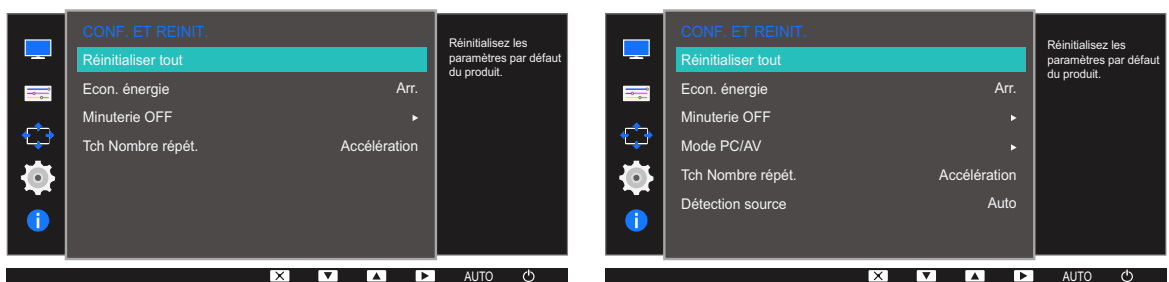 CONF. ET REINIT.
Réinitialiser tout
Econ. énergie Arr.
Minuterie OFF
Tch Nombre répét. Accélération
Réinitialisez les
paramètres par défaut
du produit.
AUTO
CONF. ET REINIT.
Réinitialiser tout
Econ. énergie Arr.
Minuterie OFF
Mode PC/AV
Tch Nombre répét. Accélération
Détection source Auto
Réinitialisez les
paramètres par défaut
du produit.
AUTO